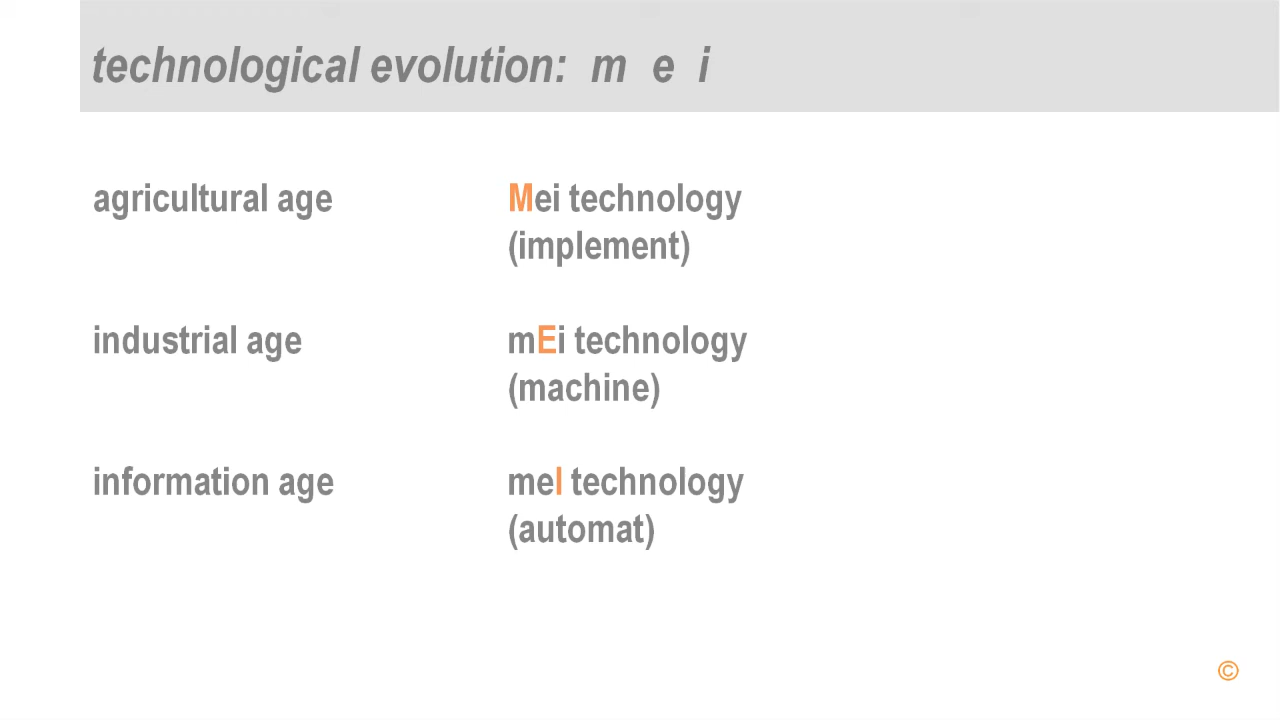 technological evolution: m e i
agricultural age
Mei technology
(implement)
industrial age
mEi technology
(machine)
information age
meI technology
(automat)
©